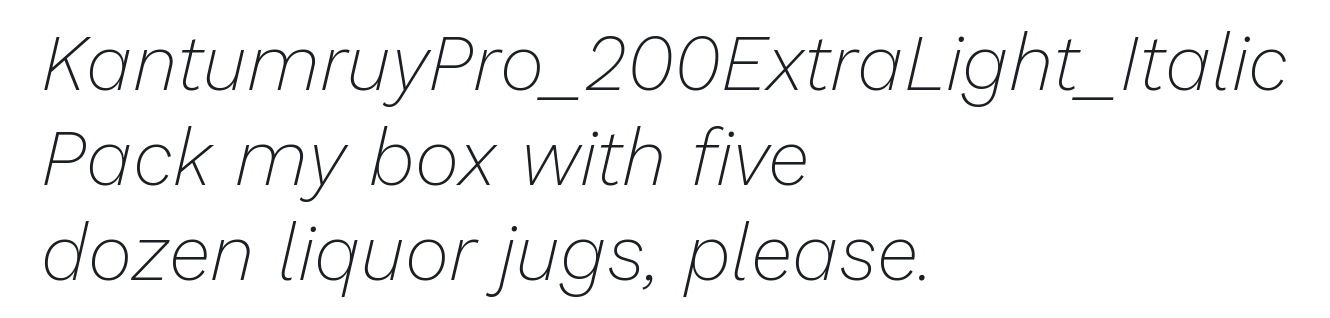 KantumruyPro_200ExtraLight_Italic
Pack my box with five
dozen liquor jugs, please.